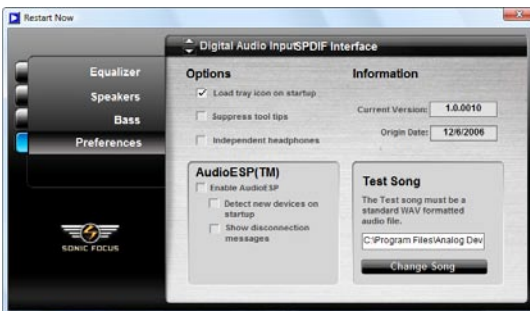 Restart Now
Digital Audio InputSPDIF Interface
Equalizer
Speakers
Bass
Preferences
SONIC FOCUS
Options
Load tray icon on startup
Suppress tool tips
Independent headphones
Information
Current Version: 1.0.0010
Origin Date: 12/6/2006
AudioESP(TM)
Enable AudioESP
Detect new devices on
startup
Show disconnection
messages
Test Song
The Test song must be a
standard WAV formatted
audio file.
C:\Program Files\Analog Dev
Change Song